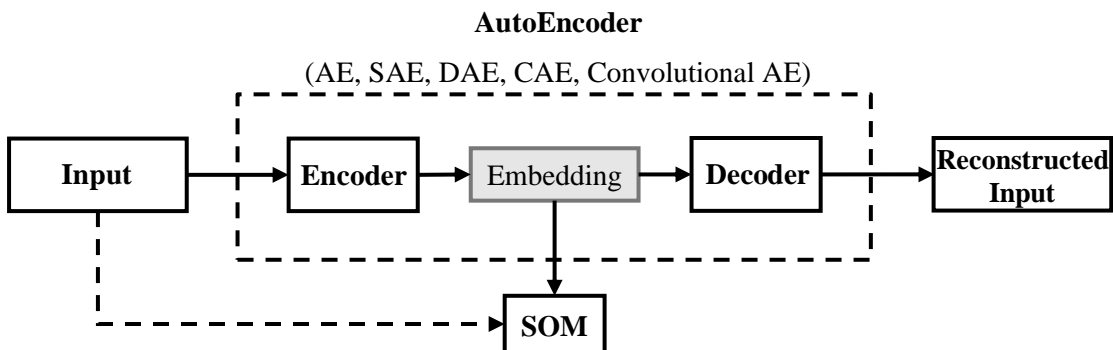 AutoEncoder
(AE, SAE, DAE, CAE, Convolutional AE)
Input
Encoder
Embedding
Decoder
Reconstructed
Input
SOM